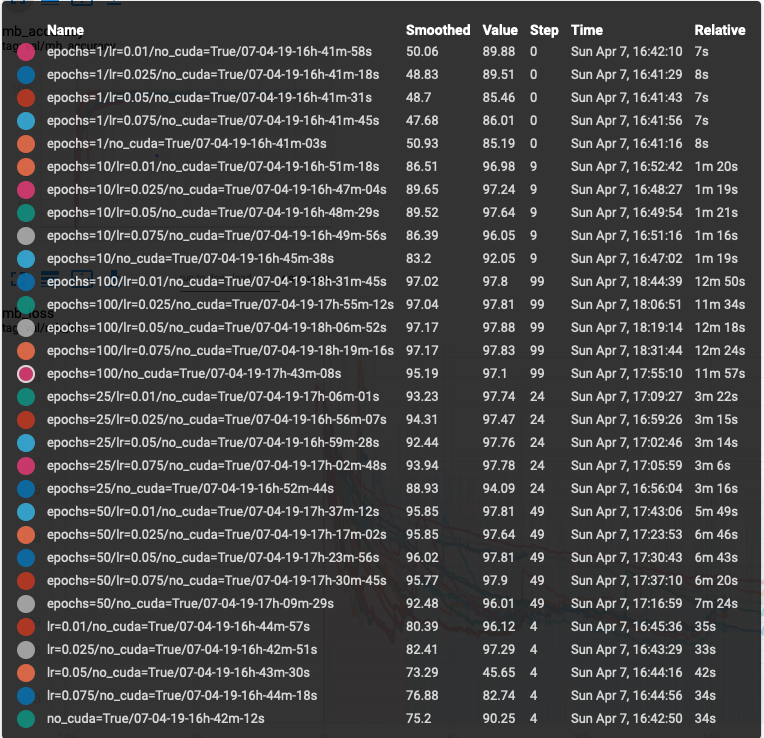 Name Smoothed Value Step Time Relative
epochs=1/lr=0.01/no_cuda=True/07-04-19-16h-41m-58s 50.06 89.88 0 Sun Apr 7, 16:42:10 7s
epochs=1/lr=0.025/no_cuda=True/07-04-19-16h-41m-18s 48.83 89.51 0 Sun Apr 7, 16:41:29 8s
epochs=1/lr=0.05/no_cuda=True/07-04-19-16h-41m-31s 48.7 85.46 0 Sun Apr 7, 16:41:43 7s
epochs=1/lr=0.075/no_cuda=True/07-04-19-16h-41m-45s 47.68 86.01 0 Sun Apr 7, 16:41:56 7s
epochs=1/no_cuda=True/07-04-19-16h-41m-03s 50.93 85.19 0 Sun Apr 7, 16:41:16 8s
epochs=10/lr=0.01/no_cuda=True/07-04-19-16h-51m-18s 86.51 96.98 9 Sun Apr 7, 16:52:42 1m 20s
epochs=10/lr=0.025/no_cuda=True/07-04-19-16h-47m-04s 89.65 97.24 9 Sun Apr 7, 16:48:27 1m 19s
epochs=10/lr=0.05/no_cuda=True/07-04-19-16h-48m-29s 89.52 97.64 9 Sun Apr 7, 16:49:54 1m 21s
epochs=10/lr=0.075/no_cuda=True/07-04-19-16h-49m-56s 86.39 96.05 9 Sun Apr 7, 16:51:16 1m 16s
epochs=10/no_cuda=True/07-04-19-16h-45m-38s 83.2 92.05 9 Sun Apr 7, 16:47:02 1m 19s
epochs=100/lr=0.01/no_cuda=True/07-04-19-18h-31m-45s 97.02 97.8 99 Sun Apr 7, 18:44:39 12m 50s
epochs=100/lr=0.025/no_cuda=True/07-04-19-17h-55m-12s 97.04 97.81 99 Sun Apr 7, 18:06:51 11m 34s
epochs=100/lr=0.05/no_cuda=True/07-04-19-18h-06m-52s 97.17 97.88 99 Sun Apr 7, 18:19:14 12m 18s
epochs=100/lr=0.075/no_cuda=True/07-04-19-18h-19m-16s 97.17 97.83 99 Sun Apr 7, 18:31:44 12m 24s
epochs=100/no_cuda=True/07-04-19-17h-43m-08s 95.19 97.1 99 Sun Apr 7, 17:55:10 11m 57s
epochs=25/lr=0.01/no_cuda=True/07-04-19-17h-06m-01s 93.23 97.74 24 Sun Apr 7, 17:09:27 3m 22s
epochs=25/lr=0.025/no_cuda=True/07-04-19-16h-56m-07s 94.31 97.47 24 Sun Apr 7, 16:59:26 3m 15s
epochs=25/lr=0.05/no_cuda=True/07-04-19-16h-59m-28s 92.44 97.76 24 Sun Apr 7, 17:02:46 3m 14s
epochs=25/lr=0.075/no_cuda=True/07-04-19-17h-02m-48s 93.94 97.78 24 Sun Apr 7, 17:05:59 3m 6s
epochs=25/no_cuda=True/07-04-19-16h-52m-44s 88.93 94.09 24 Sun Apr 7, 16:56:04 3m 16s
epochs=50/lr=0.01/no_cuda=True/07-04-19-17h-37m-12s 95.85 97.81 49 Sun Apr 7, 17:43:06 5m 49s
epochs=50/lr=0.025/no_cuda=True/07-04-19-17h-17m-02s 95.85 97.64 49 Sun Apr 7, 17:23:53 6m 46s
epochs=50/lr=0.05/no_cuda=True/07-04-19-17h-23m-56s 96.02 97.81 49 Sun Apr 7, 17:30:43 6m 43s
epochs=50/lr=0.075/no_cuda=True/07-04-19-17h-30m-45s 95.77 97.9 49 Sun Apr 7, 17:37:10 6m 20s
epochs=50/no_cuda=True/07-04-19-17h-09m-29s 92.48 96.01 49 Sun Apr 7, 17:16:59 7m 24s
lr=0.01/no_cuda=True/07-04-19-16h-44m-57s 80.39 96.12 4 Sun Apr 7, 16:45:36 35s
lr=0.025/no_cuda=True/07-04-19-16h-42m-51s 82.41 97.29 4 Sun Apr 7, 16:43:29 33s
lr=0.05/no_cuda=True/07-04-19-16h-43m-30s 73.29 45.65 4 Sun Apr 7, 16:44:16 42s
lr=0.075/no_cuda=True/07-04-19-16h-44m-18s 76.88 82.74 4 Sun Apr 7, 16:44:56 34s
no_cuda=True/07-04-19-16h-42m-12s 75.2 90.25 4 Sun Apr 7, 16:42:50 34s